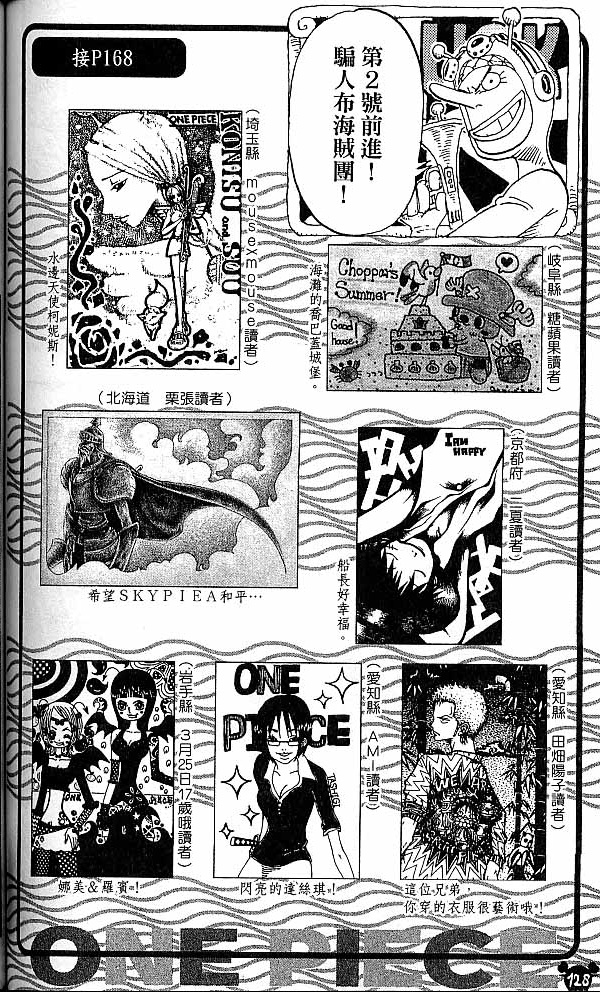 接P168
第２號前進！
騙人布海賊團！
ONE PIECE
KONISU and SUU
（埼玉縣 mousexmouse讀者）
水邊天使柯妮斯！
Chopper's
Summer!
Good
house!
（岐阜縣 糖蘋果讀者）
海灘的喬巴蓋城堡。
（北海道 栗張讀者）
希望SKYPIEA和平…
I AM
HAPPY
（京都府 二夏讀者）
船長好幸福。
（岩手縣 3月25日17歲哦讀者）
娜美＆羅賓！
ONE
PIECE
TASHIGI
（愛知縣 AMI讀者）
閃亮的達絲琪！
（愛知縣 田畑陽子讀者）
這位兄弟，
你穿的衣服很藝術哦！
ONE PIECE
128